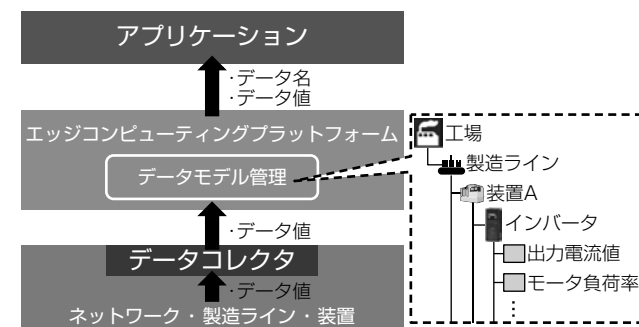 アプリケーション
・データ名
・データ値
エッジコンピューティングプラットフォーム
データモデル管理
・データ値
データコレクタ
・データ値
ネットワーク・製造ライン・装置
工場
製造ライン
装置A
インバータ
出力電流値
モータ負荷率
⋮